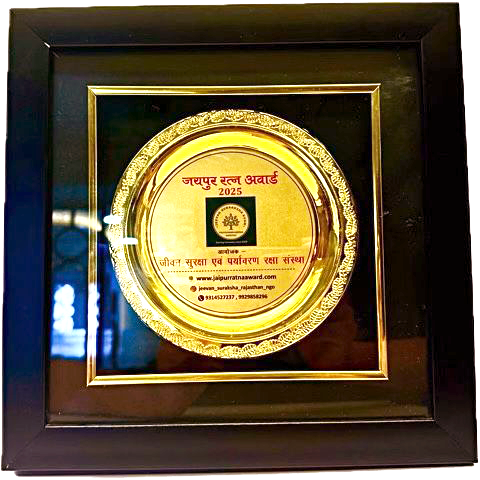 जयपुर रत्न अवार्ड
2025
आयोजक -
जीवन सुरक्षा एवं पर्यावरण रक्षा संस्था
www.jaipurratnaaward.com
jeevan_suraksha_rajasthan_ngo
9314527237 , 9929858296